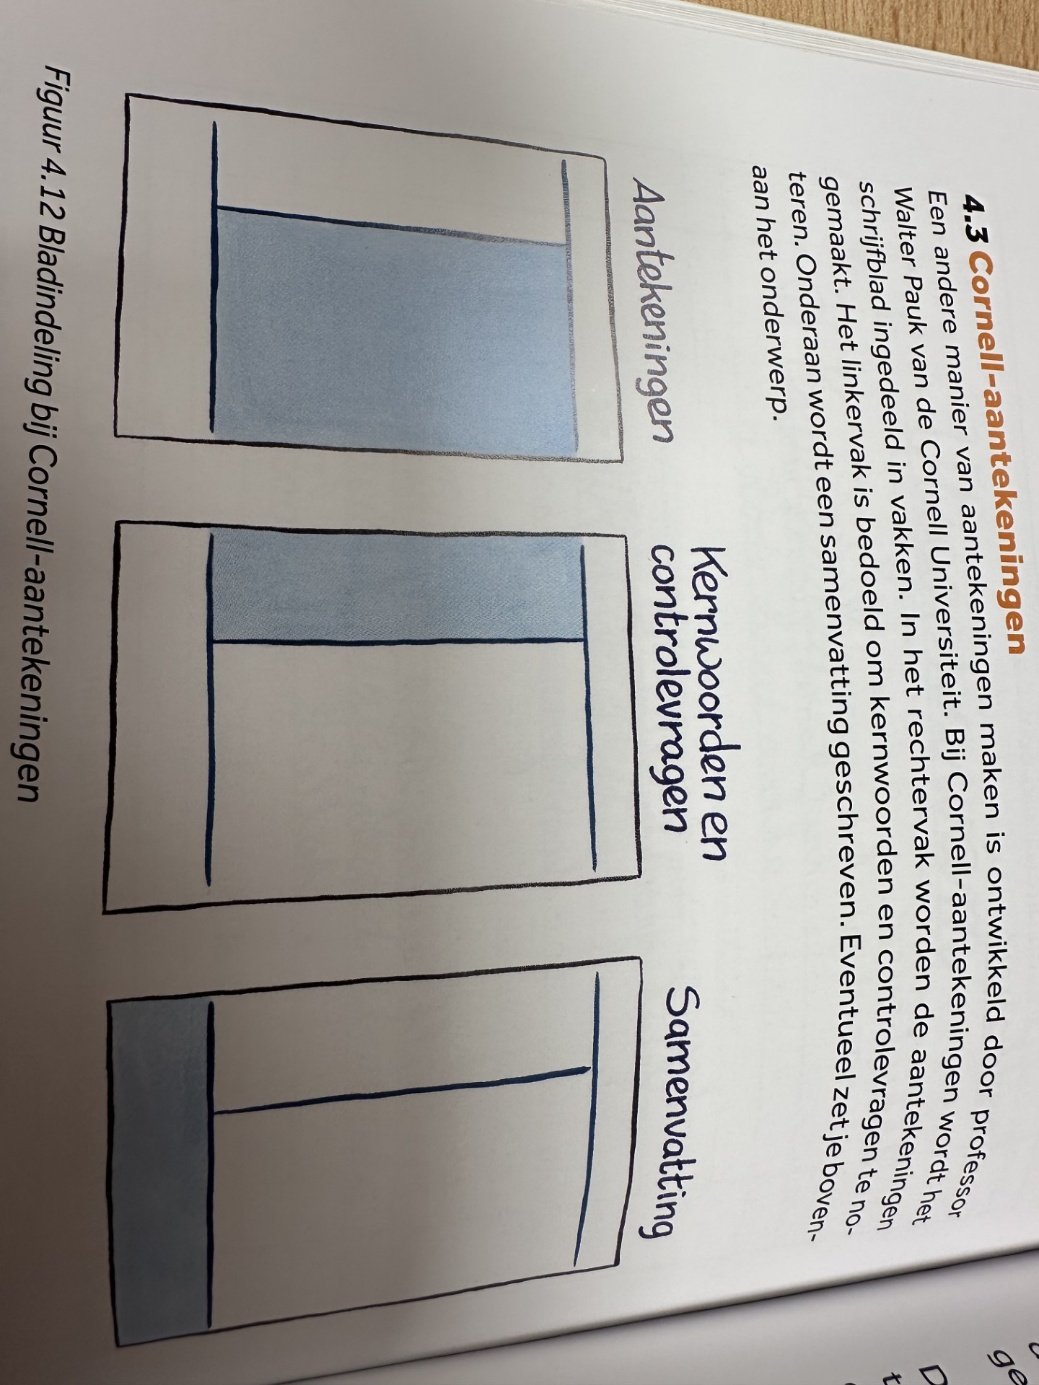 4.3 Cornell-aantekeningen
Een andere manier van aantekeningen maken is ontwikkeld door professor
Walter Pauk van de Cornell Universiteit. Bij Cornell-aantekeningen wordt het
schrijfblad ingedeeld in vakken. In het rechtervak worden de aantekeningen
gemaakt. Het linkervak is bedoeld om kernwoorden en controlevragen te no-
teren. Onderaan wordt een samenvatting geschreven. Eventueel zet je boven-
aan het onderwerp.
Aantekeningen
Kernwoorden en
controlevragen
Samenvatting
Figuur 4.12 Bladindeling bij Cornell-aantekeningen
ge